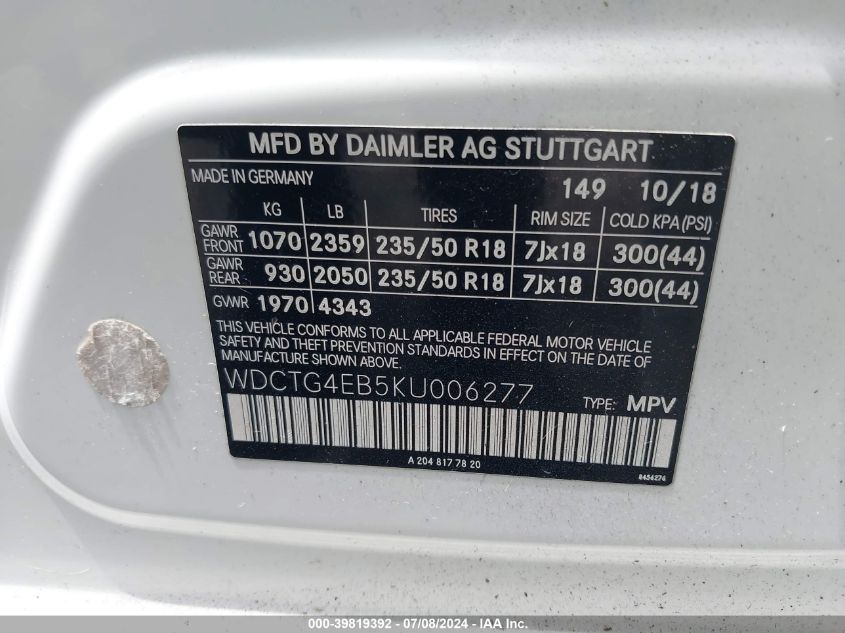 MFD BY DAIMLER AG STUTTGART
MADE IN GERMANY 149 10/18
KG LB TIRES RIM SIZE COLD KPA(PSI)
GAWR FRONT 1070 2359 235/50 R18 7Jx18 300(44)
GAWR REAR 930 2050 235/50 R18 7Jx18 300(44)
GVWR 1970 4343
THIS VEHICLE CONFORMS TO ALL APPLICABLE FEDERAL MOTOR VEHICLE
SAFETY AND THEFT PREVENTION STANDARDS IN EFFECT ON THE DATE OF
MANUFACTURE SHOWN ABOVE.
WDCTG4EB5KU006277 TYPE: MPV
A 204 817 78 20 8454274
000-39819392 - 07/08/2024 - IAA Inc.